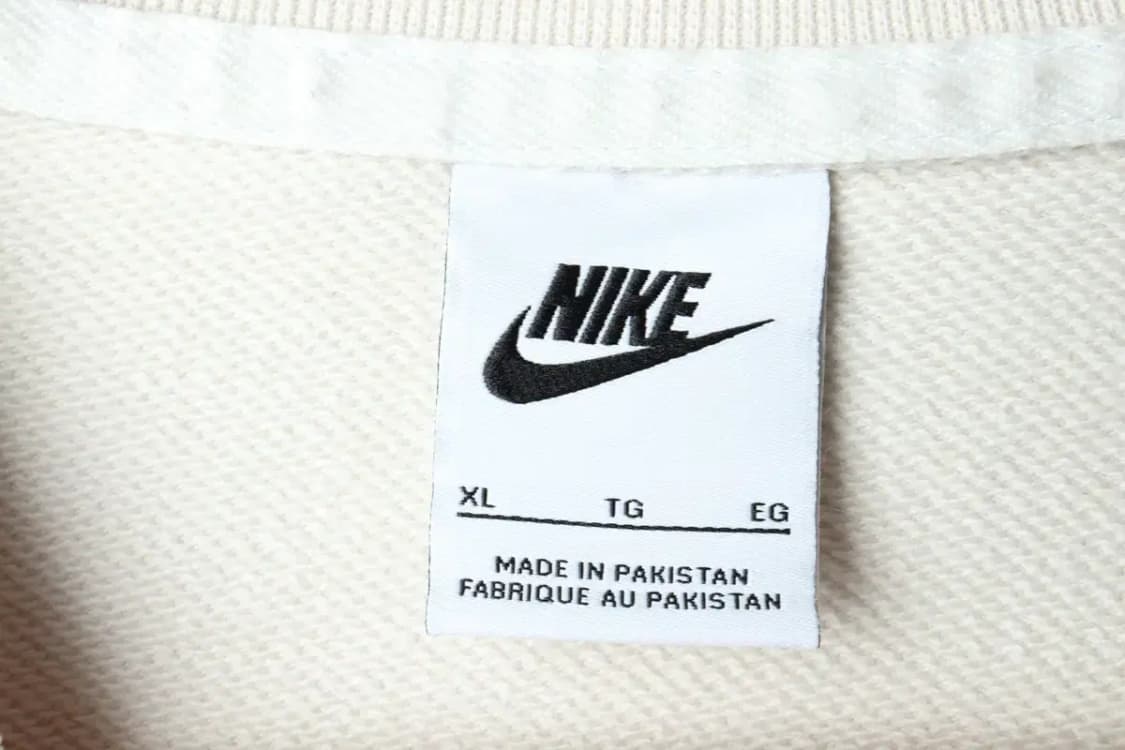 NIKE
XL TG EG
MADE IN PAKISTAN
FABRIQUE AU PAKISTAN